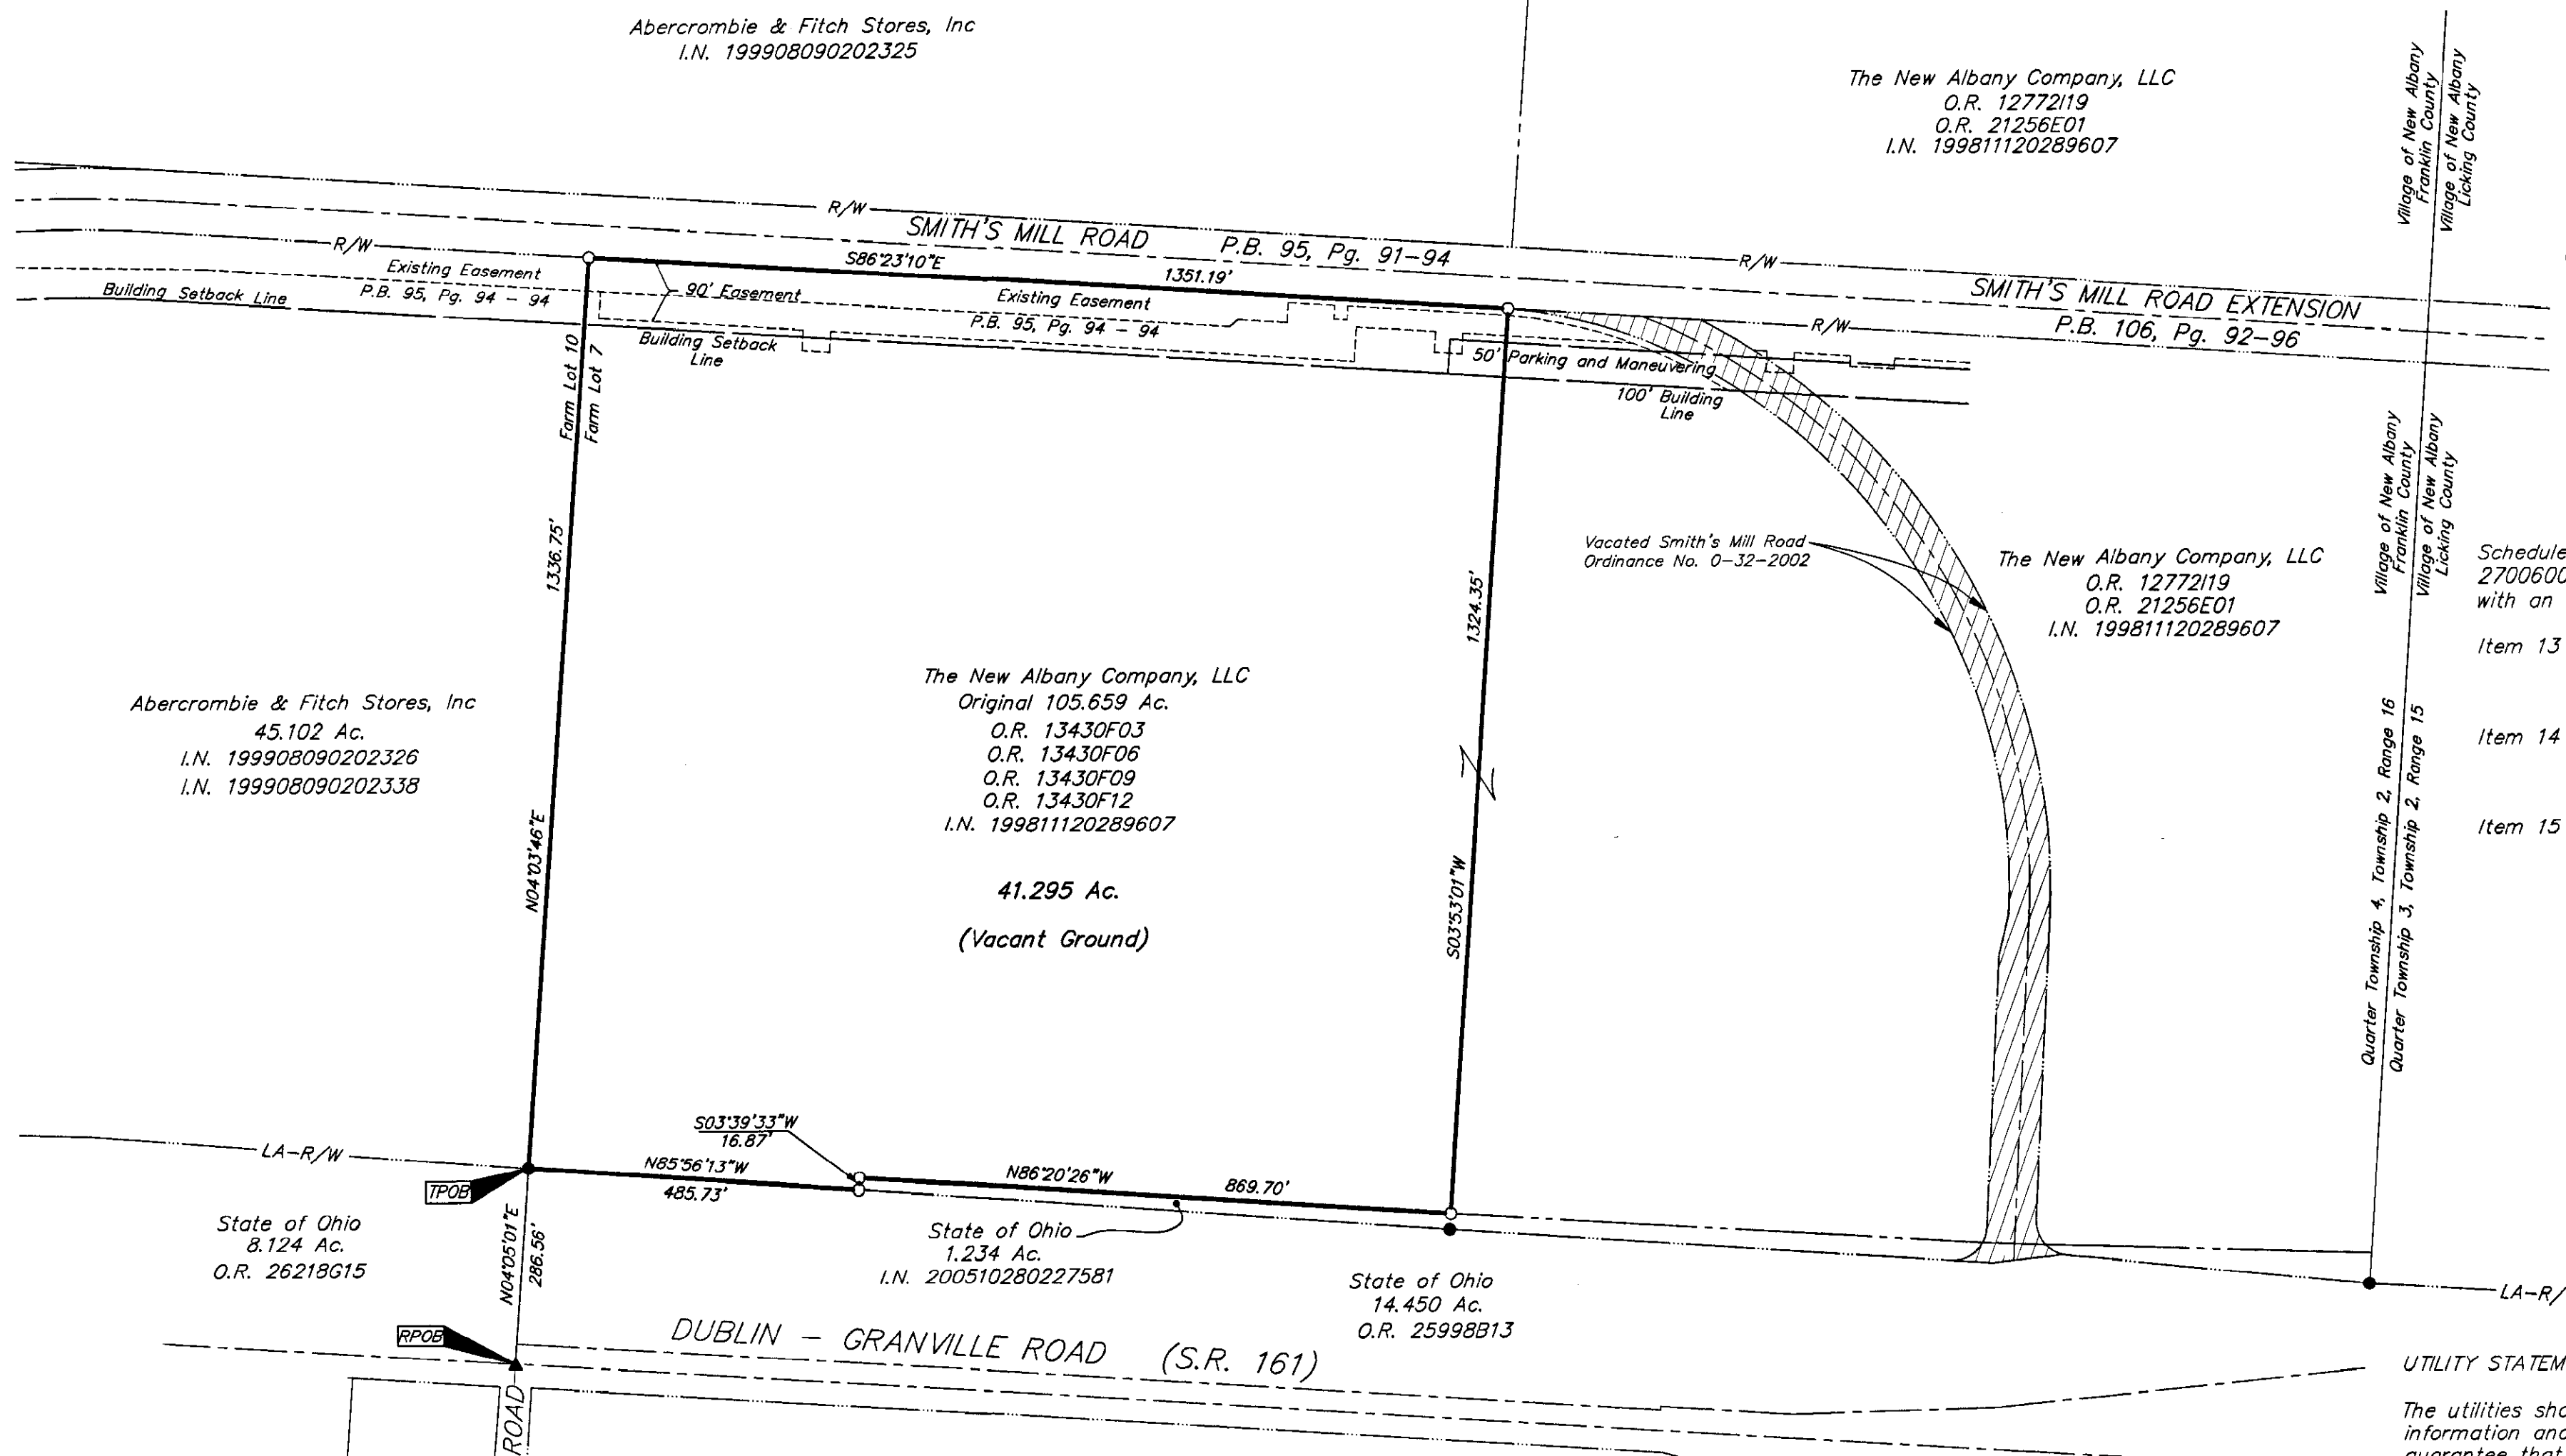 Abercrombie & Fitch Stores, Inc
I.N. 199908090202325
The New Albany Company, LLC
O.R. 12772I19
O.R. 21256E01
I.N. 199811120289607
Village of New Albany
Franklin County
Village of New Albany
Licking County
R/W
SMITH'S MILL ROAD P.B. 95, Pg. 91-94
R/W
R/W
SMITH'S MILL ROAD EXTENSION
P.B. 106, Pg. 92-96
R/W
Existing Easement
P.B. 95, Pg. 94 - 94
Building Setback Line
S86°23'10"E
1351.19'
90' Easement
Existing Easement
P.B. 95, Pg. 94 - 94
Building Setback
Line
50' Parking and Maneuvering
100' Building
Line
Farm Lot 10
Farm Lot 7
1336.75'
N04°03'46"E
1324.35'
S03°53'01"W
Vacated Smith's Mill Road
Ordinance No. 0-32-2002
The New Albany Company, LLC
O.R. 12772I19
O.R. 21256E01
I.N. 199811120289607
Village of New Albany
Franklin County
Village of New Albany
Licking County
Schedule
2700600
with an
Item 13
Item 14
Item 15
Abercrombie & Fitch Stores, Inc
45.102 Ac.
I.N. 199908090202326
I.N. 199908090202338
The New Albany Company, LLC
Original 105.659 Ac.
O.R. 13430F03
O.R. 13430F06
O.R. 13430F09
O.R. 13430F12
I.N. 199811120289607
41.295 Ac.
(Vacant Ground)
Quarter Township 4, Township 2, Range 16
Quarter Township 3, Township 2, Range 15
LA-R/W
TPOB
S03°39'33"W
16.87'
N85°56'13"W
485.73'
N86°20'26"W
869.70'
State of Ohio
8.124 Ac.
O.R. 26218G15
N04°05'01"E
286.56'
State of Ohio
1.234 Ac.
I.N. 200510280227581
State of Ohio
14.450 Ac.
O.R. 25998B13
LA-R/
RPOB
DUBLIN - GRANVILLE ROAD (S.R. 161)
ROAD
UTILITY STATEM
The utilities sho
information and
guarantee that